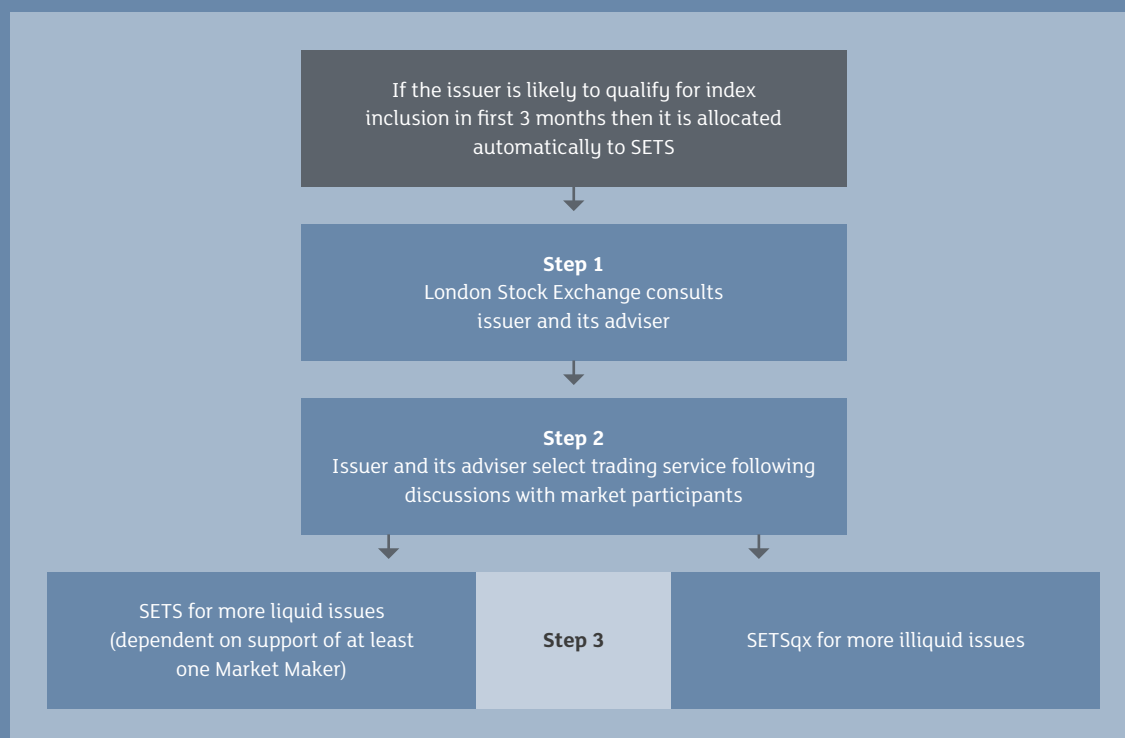 If the issuer is likely to qualify for index
inclusion in first 3 months then it is allocated
automatically to SETS
Step 1
London Stock Exchange consults
issuer and its adviser
Step 2
Issuer and its adviser select trading service following
discussions with market participants
SETS for more liquid issues
(dependent on support of at least
one Market Maker)
Step 3
SETSqx for more illiquid issues